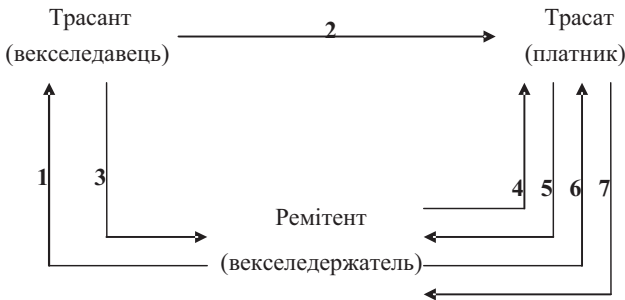 Трасант
(векселедавець)
2
Трасат
(платник)
1
3
4
5
6
7
Ремітент
(векселедержатель)